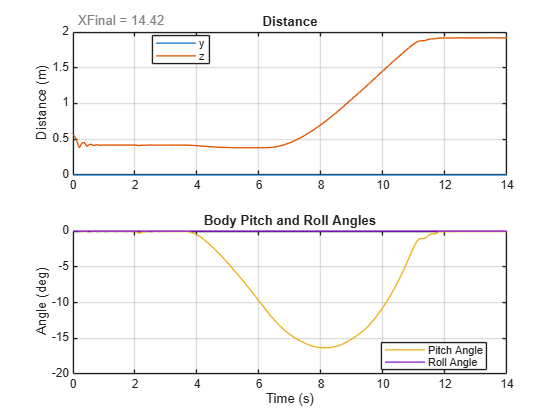 XFinal = 14.42
Distance
y
z
Distance (m)
2
1.5
1
0.5
0
0 2 4 6 8 10 12 14
Body Pitch and Roll Angles
Angle (deg)
0
-5
-10
-15
-20
Pitch Angle
Roll Angle
0 2 4 6 8 10 12 14
Time (s)